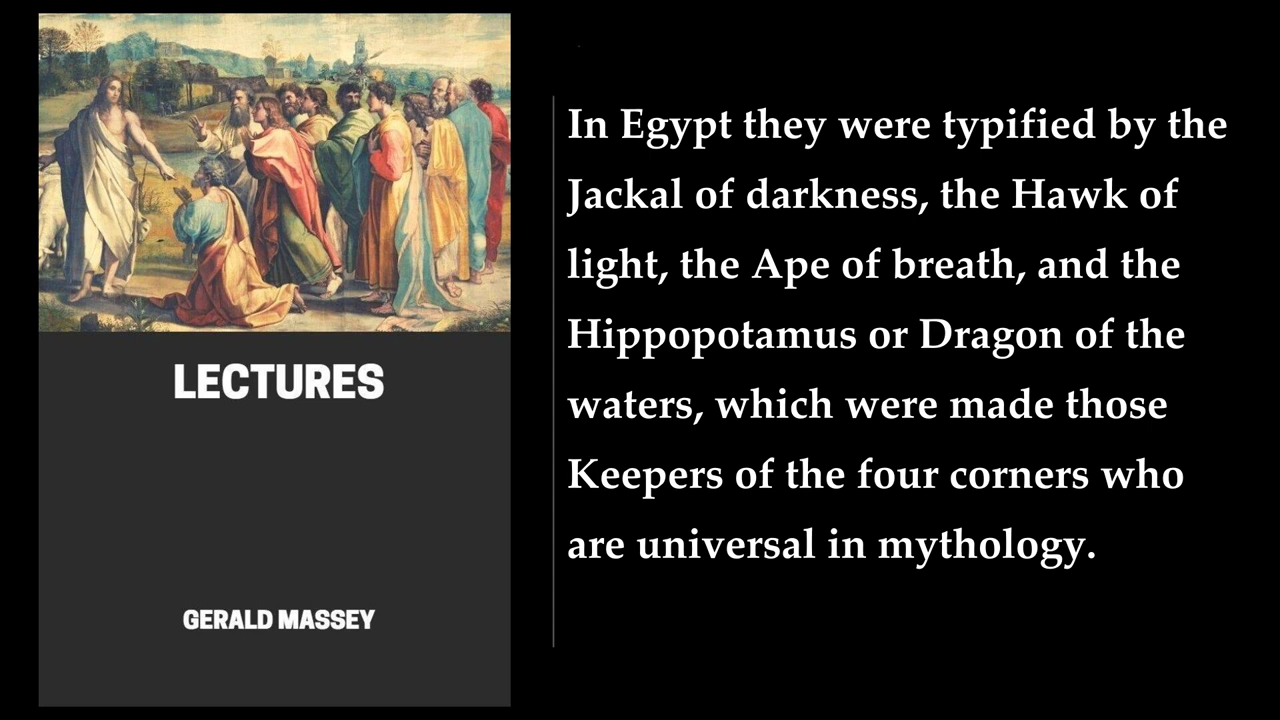 LECTURES
GERALD MASSEY
In Egypt they were typified by the
Jackal of darkness, the Hawk of
light, the Ape of breath, and the
Hippopotamus or Dragon of the
waters, which were made those
Keepers of the four corners who
are universal in mythology.